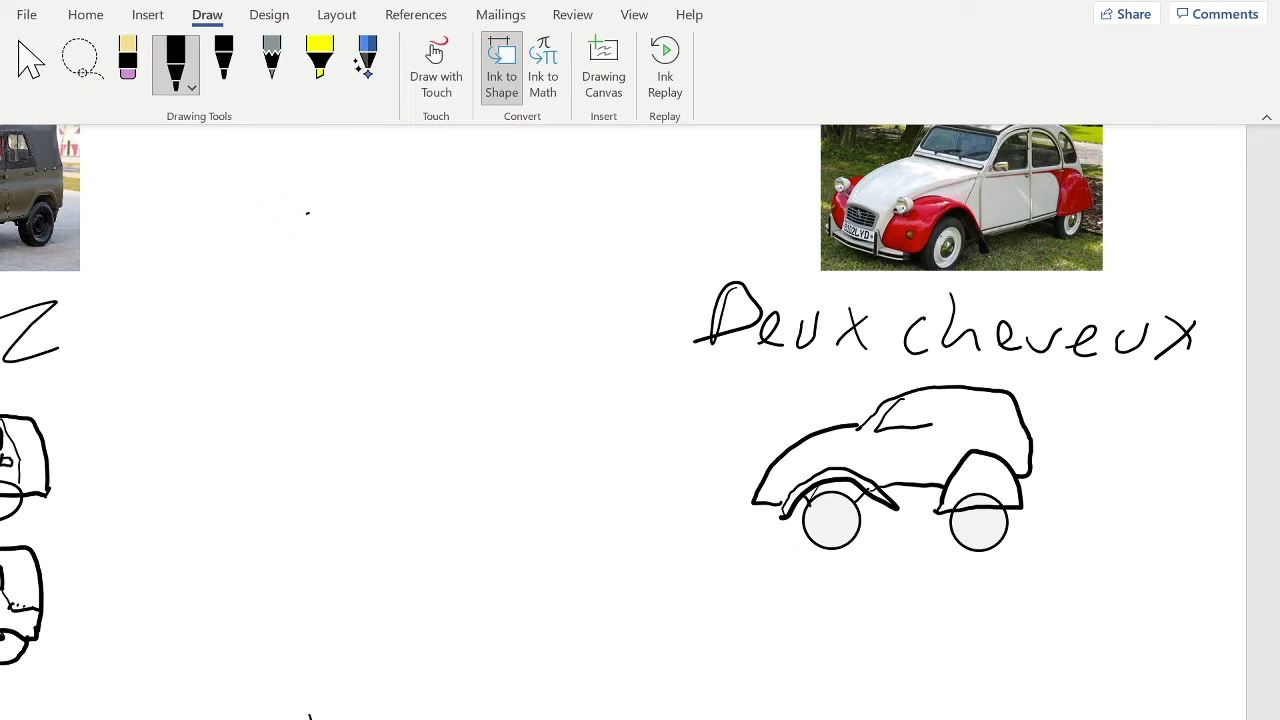 File Home Insert Draw Design Layout References Mailings Review View Help Share Comments
Draw with Touch
Ink to Shape
Ink to Math
Drawing Canvas
Ink Replay
Drawing Tools Touch Convert Insert Replay
Z
Deux cheveux